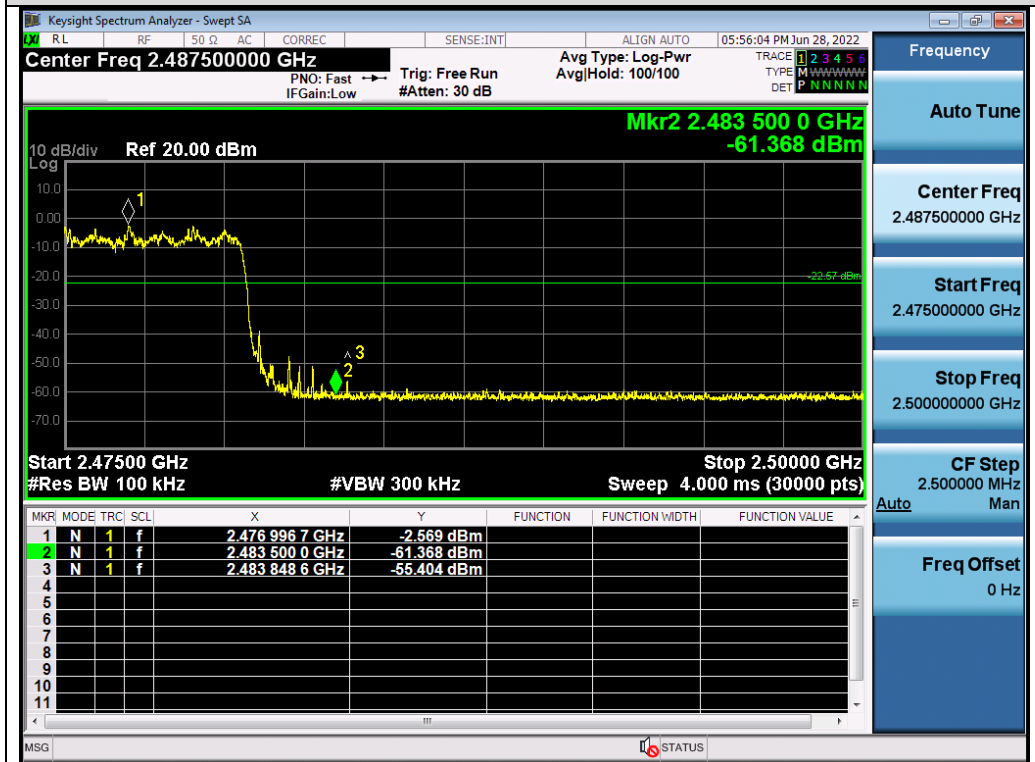 Keysight Spectrum Analyzer - Swept SA
LXI RL RF 50 Ω AC CORREC SENSE:INT ALIGN AUTO 05:56:04 PM Jun 28, 2022
Center Freq 2.487500000 GHz
PNO: Fast
IFGain:Low
Trig: Free Run
#Atten: 30 dB
Avg Type: Log-Pwr
Avg|Hold: 100/100
TRACE 1 2 3 4 5 6
TYPE M WWWWW
DET P N N N N N
Mkr2 2.483 500 0 GHz
-61.368 dBm
10 dB/div Ref 20.00 dBm
Log
10.0
0.00
-10.0
-20.0
-30.0
-40.0
-50.0
-60.0
-70.0
1
-22.57 dBm
3
2
Start 2.47500 GHz Stop 2.50000 GHz
#Res BW 100 kHz #VBW 300 kHz Sweep 4.000 ms (30000 pts)
MKR MODE TRC SCL X Y FUNCTION FUNCTION WIDTH FUNCTION VALUE
1 N 1 f 2.476 996 7 GHz -2.569 dBm
2 N 1 f 2.483 500 0 GHz -61.368 dBm
3 N 1 f 2.483 848 6 GHz -55.404 dBm
4
5
6
7
8
9
10
11
MSG STATUS
Frequency
Auto Tune
Center Freq
2.487500000 GHz
Start Freq
2.475000000 GHz
Stop Freq
2.500000000 GHz
CF Step
2.500000 MHz
Auto Man
Freq Offset
0 Hz